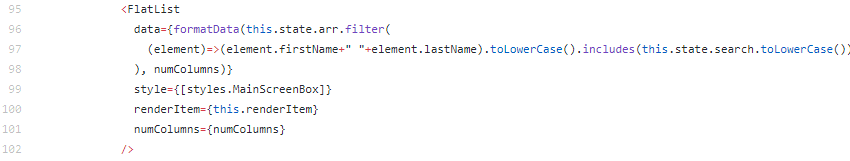 95 <FlatList
96 data={formatData(this.state.arr.filter(
97 (element)=>(element.firstName+" "+element.lastName).toLowerCase().includes(this.state.search.toLowerCase())
98 ), numColumns)}
99 style={[styles.MainScreenBox]}
100 renderItem={this.renderItem}
101 numColumns={numColumns}
102 />